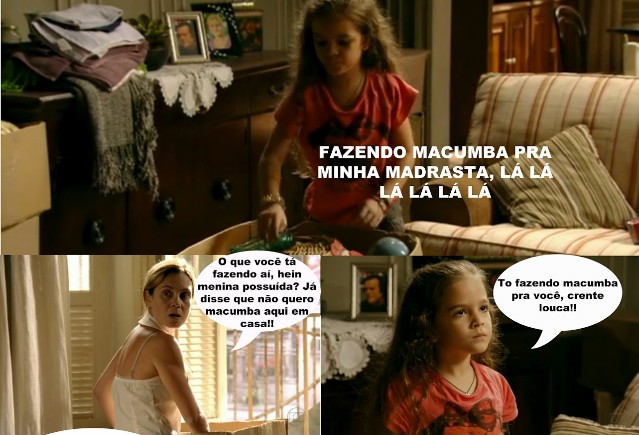 FAZENDO MACUMBA PRA
MINHA MADRASTA, LÁ LÁ
LÁ LÁ LÁ LÁ
O que você tá
fazendo aí, hein
menina possuída? Já
disse que não quero
macumba aqui em
casa!!
To fazendo macumba
pra você, crente
louca!!